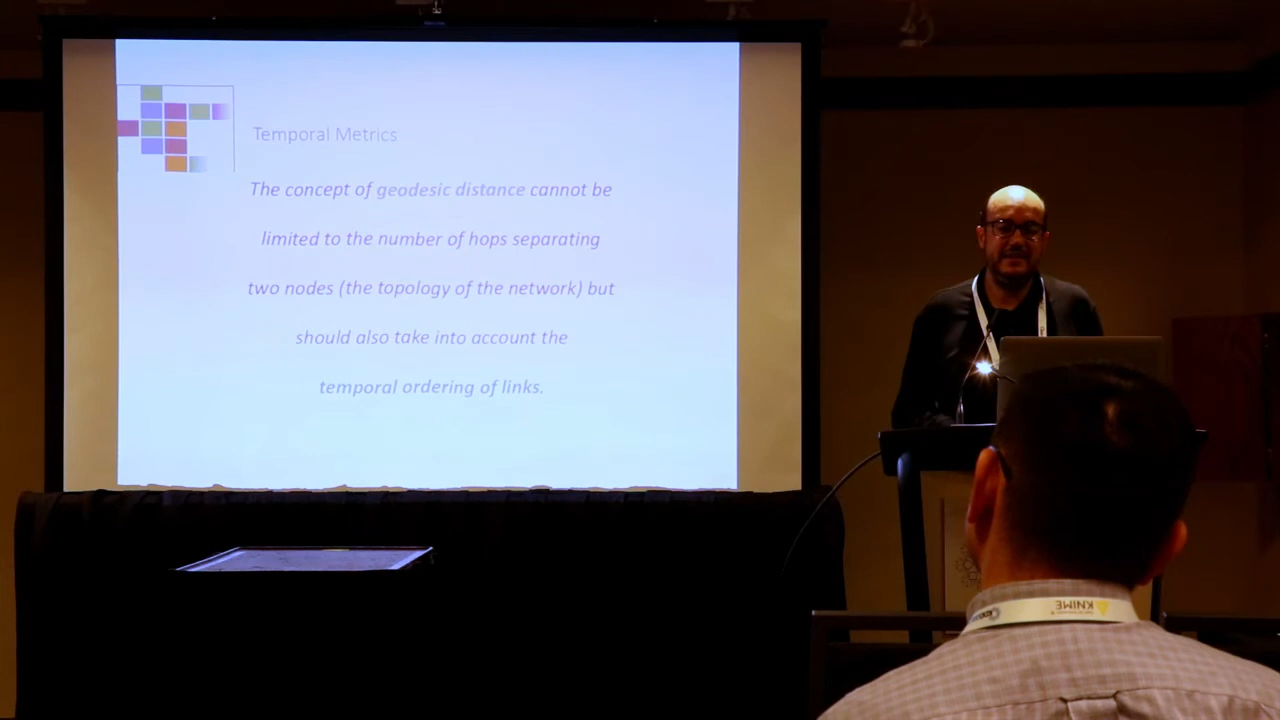 Temporal Metrics
The concept of geodesic distance cannot be
limited to the number of hops separating
two nodes (the topology of the network) but
should also take into account the
temporal ordering of links.
KNIME